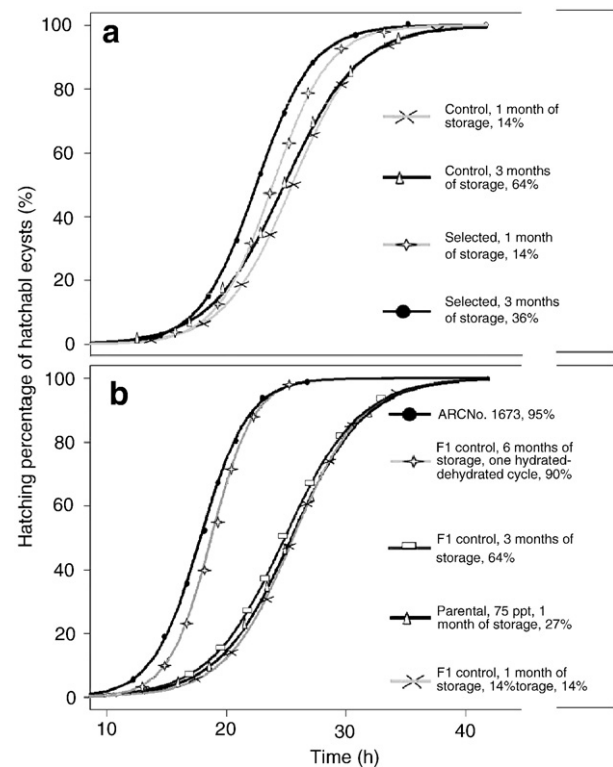 a
100
80
60
40
20
0
Control, 1 month of
storage, 14%
Control, 3 months
of storage, 64%
Selected, 1 month
of storage, 14%
Selected, 3 months
of storage, 36%
Hatching percentage of hatchabl ecysts (%)
b
100
80
60
40
20
0
ARCNo. 1673, 95%
F1 control, 6 months of
storage, one hydrated-
dehydrated cycle, 90%
F1 control, 3 months of
storage, 64%
Parental, 75 ppt, 1
month of storage, 27%
F1 control, 1 month of
storage, 14%torage, 14%
10 20 30 40
Time (h)